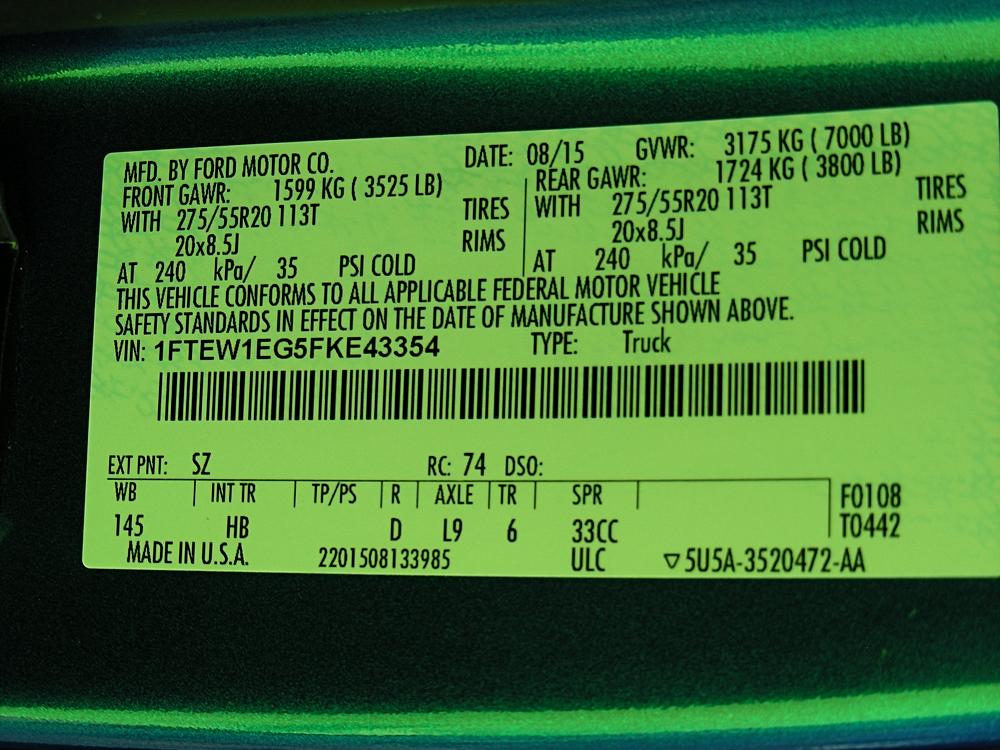 MFD. BY FORD MOTOR CO. DATE: 08/15 GVWR: 3175 KG ( 7000 LB)
FRONT GAWR: 1599 KG ( 3525 LB) REAR GAWR: 1724 KG ( 3800 LB)
WITH 275/55R20 113T TIRES WITH 275/55R20 113T TIRES
20x8.5J RIMS 20x8.5J RIMS
AT 240 kPa/ 35 PSI COLD AT 240 kPa/ 35 PSI COLD
THIS VEHICLE CONFORMS TO ALL APPLICABLE FEDERAL MOTOR VEHICLE
SAFETY STANDARDS IN EFFECT ON THE DATE OF MANUFACTURE SHOWN ABOVE.
VIN: 1FTEW1EG5FKE43354 TYPE: Truck
EXT PNT: SZ RC: 74 DSO:
WB INT TR TP/PS R AXLE TR SPR F0108
145 HB D L9 6 33CC T0442
MADE IN U.S.A. 2201508133985 ULC ▽5U5A-3520472-AA